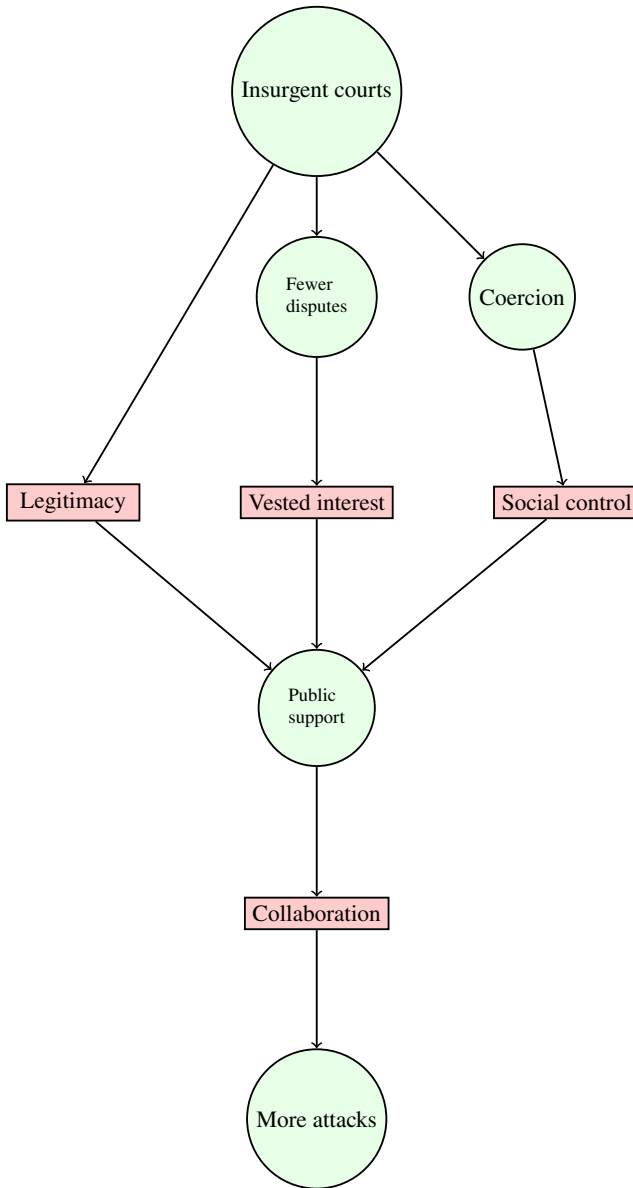 Insurgent courts
Fewer
disputes
Coercion
Legitimacy
Vested interest
Social control
Public
support
Collaboration
More attacks